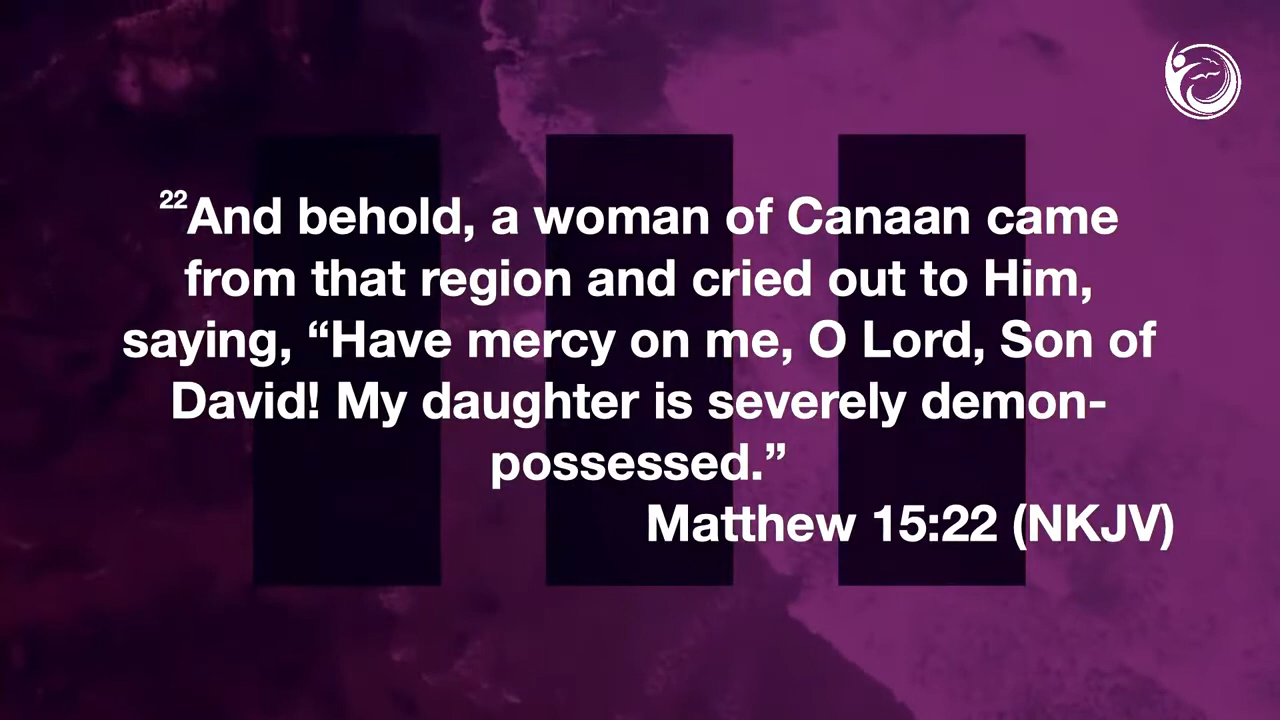 ²²And behold, a woman of Canaan came
from that region and cried out to Him,
saying, “Have mercy on me, O Lord, Son of
David! My daughter is severely demon-
possessed.”
Matthew 15:22 (NKJV)